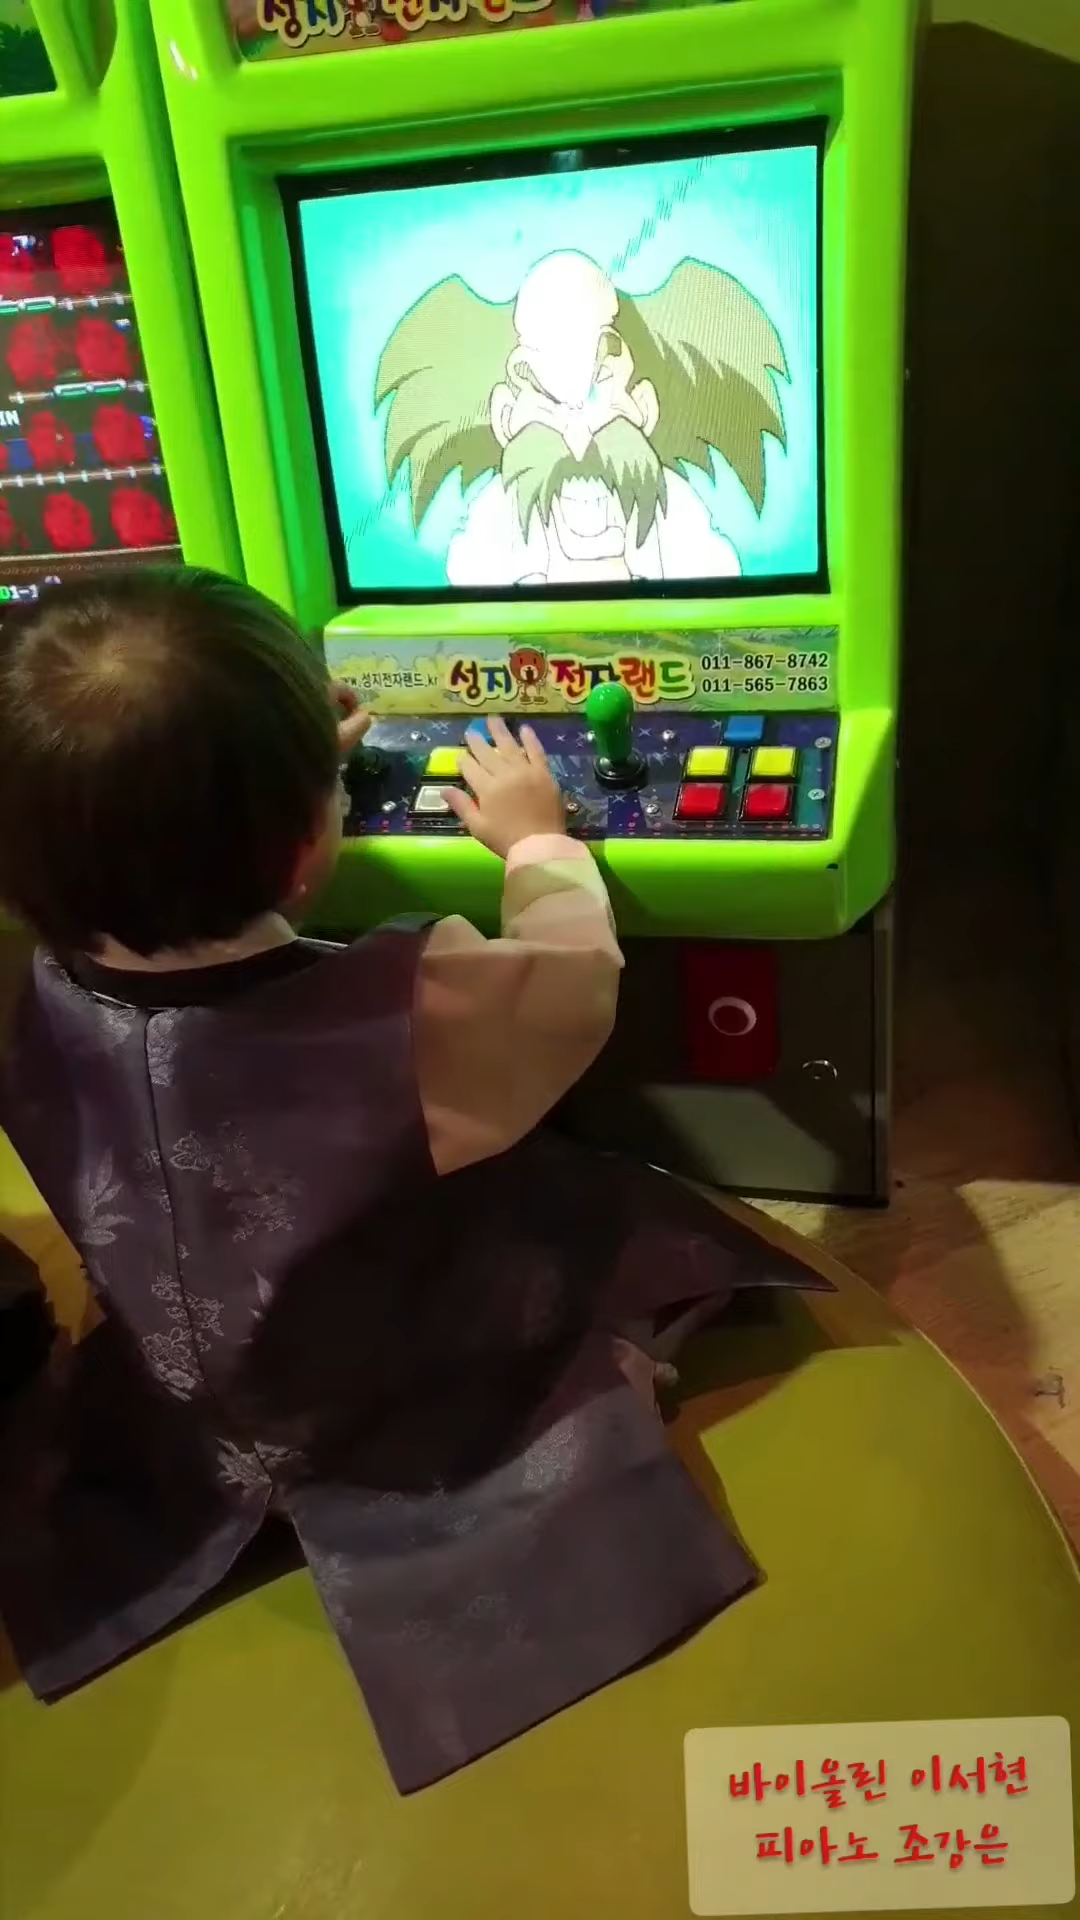 성지 전자랜드
IN
www.성지전자랜드.kr 성지 전자랜드 011-867-8742
011-565-7863
바이올린 이서현
피아노 조강은